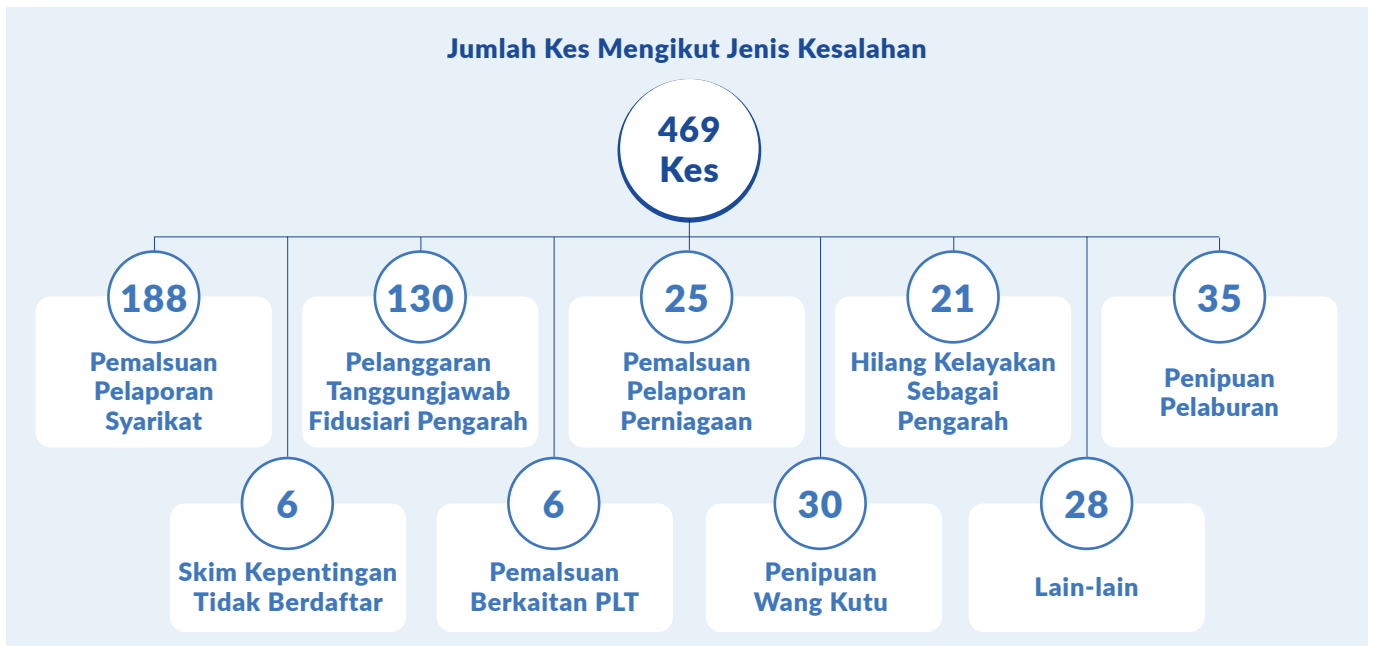 Jumlah Kes Mengikut Jenis Kesalahan
469
Kes
188
Pemalsuan
Pelaporan
Syarikat
130
Pelanggaran
Tanggungjawab
Fidusiari Pengarah
25
Pemalsuan
Pelaporan
Perniagaan
21
Hilang Kelayakan
Sebagai
Pengarah
35
Penipuan
Pelaburan
6
Skim Kepentingan
Tidak Berdaftar
6
Pemalsuan
Berkaitan PLT
30
Penipuan
Wang Kutu
28
Lain-lain